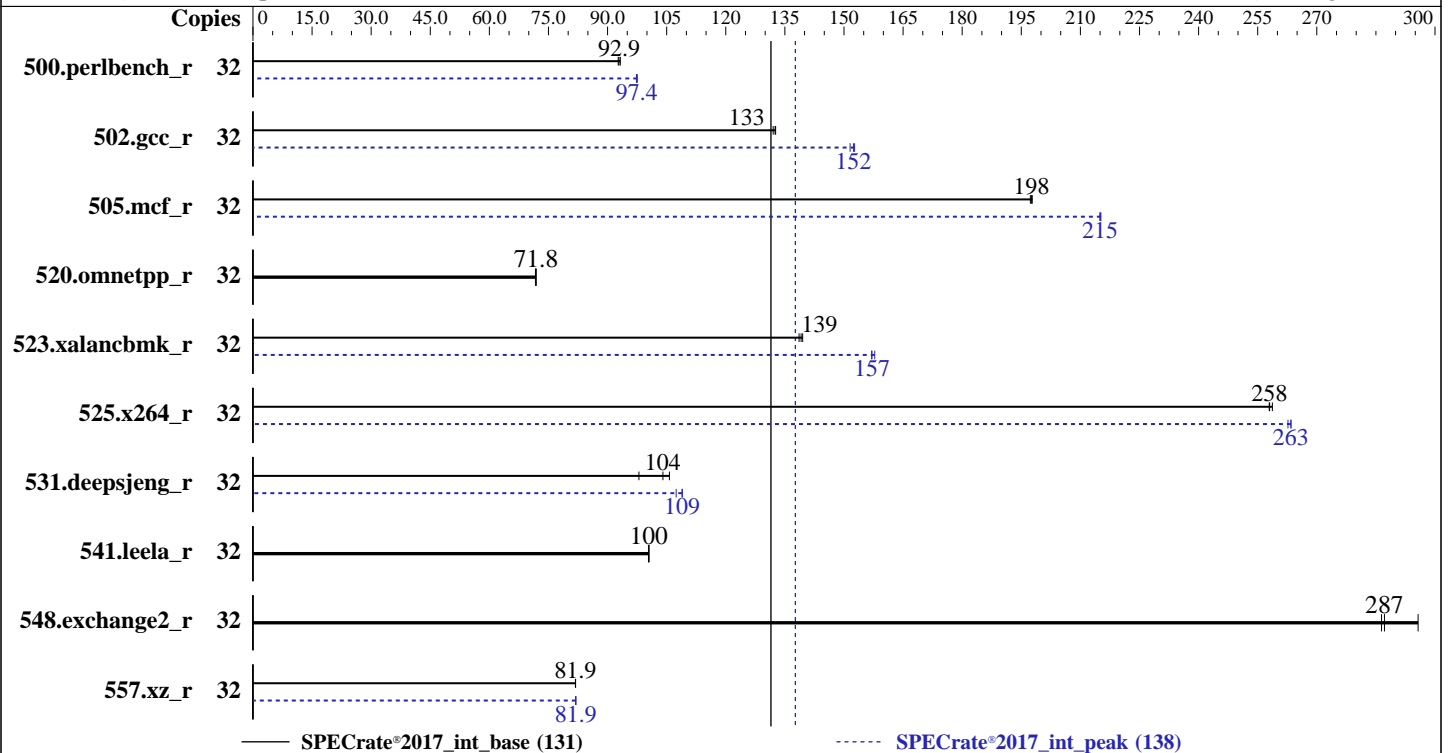 Copies 0 15.0 30.0 45.0 60.0 75.0 90.0 105 120 135 150 165 180 195 210 225 240 255 270 300
92.9
500.perlbench_r 32
97.4
133
502.gcc_r 32
152
198
505.mcf_r 32
215
71.8
520.omnetpp_r 32
139
523.xalancbmk_r 32
157
258
525.x264_r 32
263
104
531.deepsjeng_r 32
109
100
541.leela_r 32
287
548.exchange2_r 32
81.9
557.xz_r 32
81.9
SPECrate®2017_int_base (131) SPECrate®2017_int_peak (138)